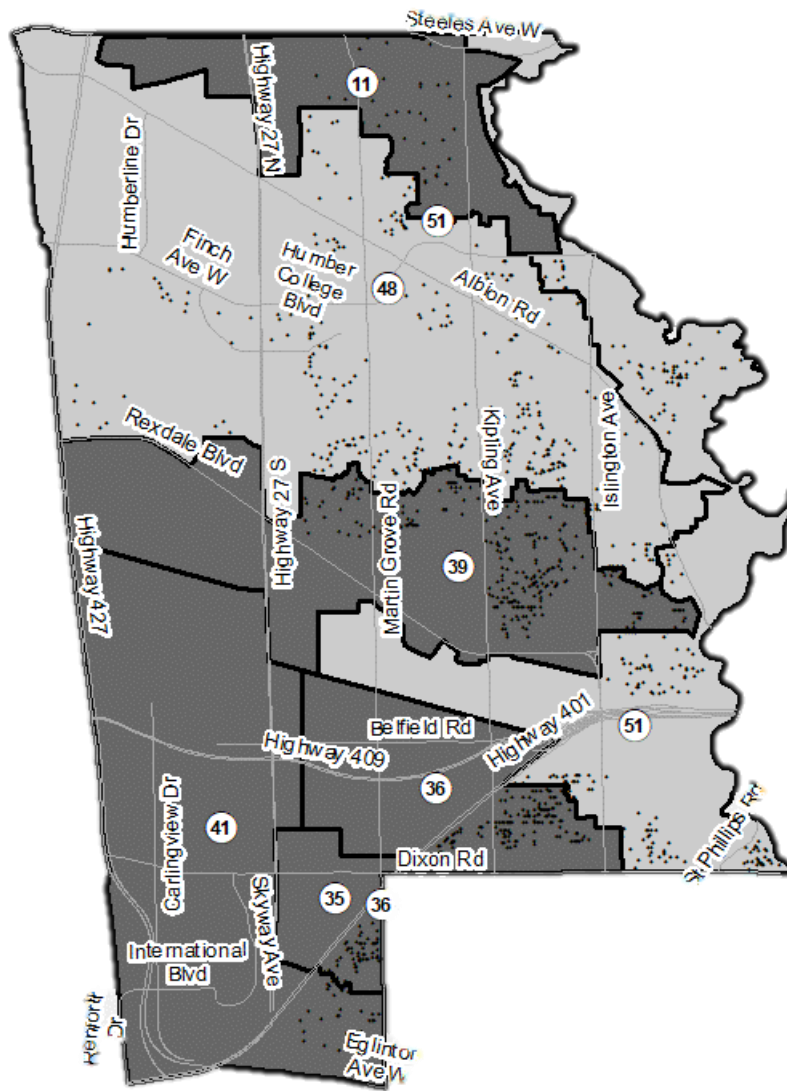 Steeles Ave W
Highway 27 N
11
Humberline Dr
51
Finch
Ave W
Humber
College
Blvd
48
Albion Rd
Rexdale Blvd
Kipling Ave
Islington Ave
Highway 27 S
Martin Grove Rd
Highway 427
39
Belfield Rd
Highway 401
51
Highway 409
36
Carlingview Dr
41
Dixon Rd
St Phillips Rd
35
36
Skyway Ave
International
Blvd
Renforth
Dr
Eglinton
Ave W